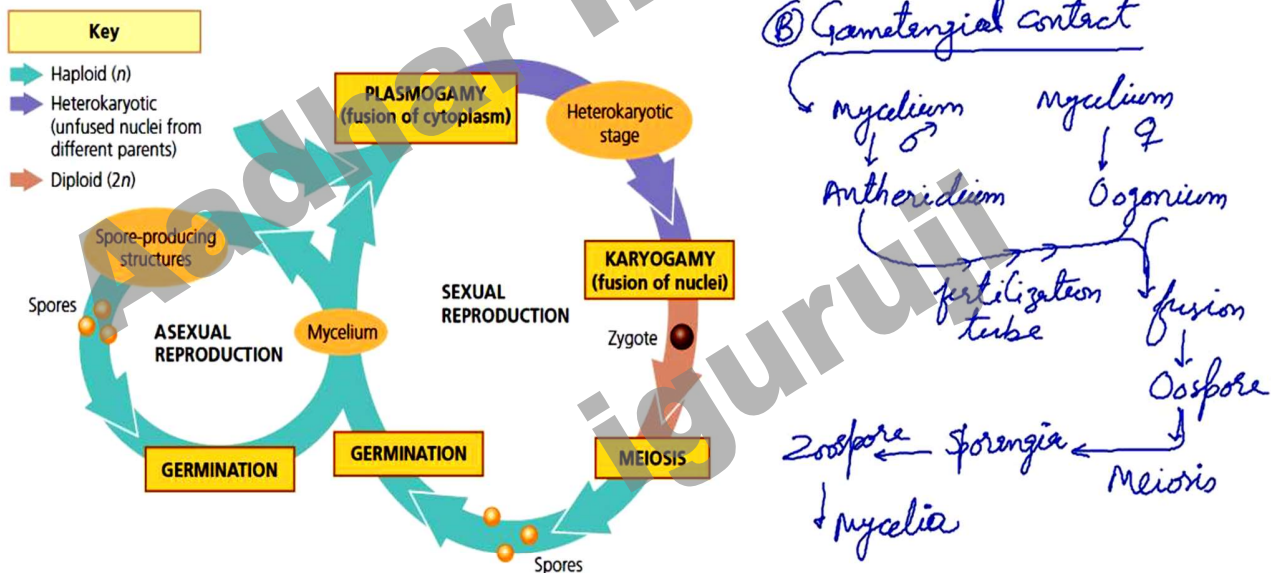 Key
Haploid (n)
Heterokaryotic
(unfused nuclei from
different parents)
Diploid (2n)
PLASMOGAMY
(fusion of cytoplasm)
Heterokaryotic
stage
KARYOGAMY
(fusion of nuclei)
Zygote
MEIOSIS
Spores
GERMINATION
SEXUAL
REPRODUCTION
Mycelium
Spore-producing
structures
Spores
ASEXUAL
REPRODUCTION
GERMINATION
Ⓑ Gametangial contact
Mycelium ♂
Mycelium ♀
Antheridium
Oogonium
fertilization
tube
fusion
Oospore
Meiosis
Sporangia
Zoospore
Mycelia
iguruji